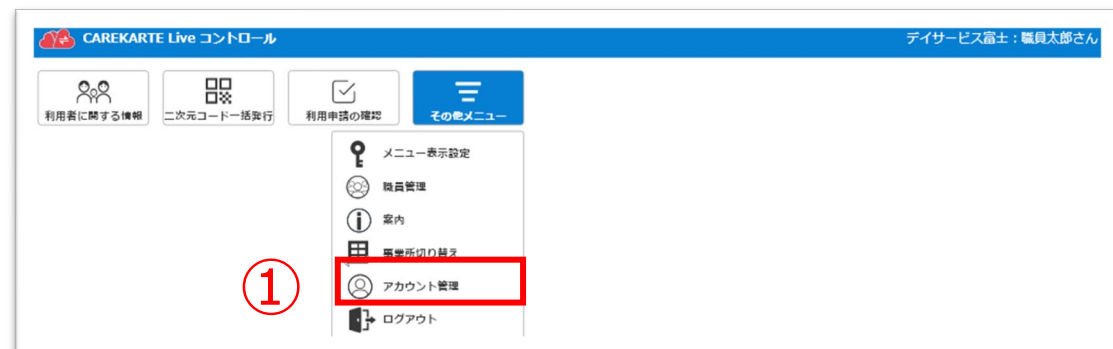 CAREKARTE Live コントロール
デイサービス富士：職員太郎さん
利用者に関する情報
二次元コード一括発行
利用申請の確認
その他メニュー
メニュー表示設定
職員管理
案内
事業所切り替え
①
アカウント管理
ログアウト